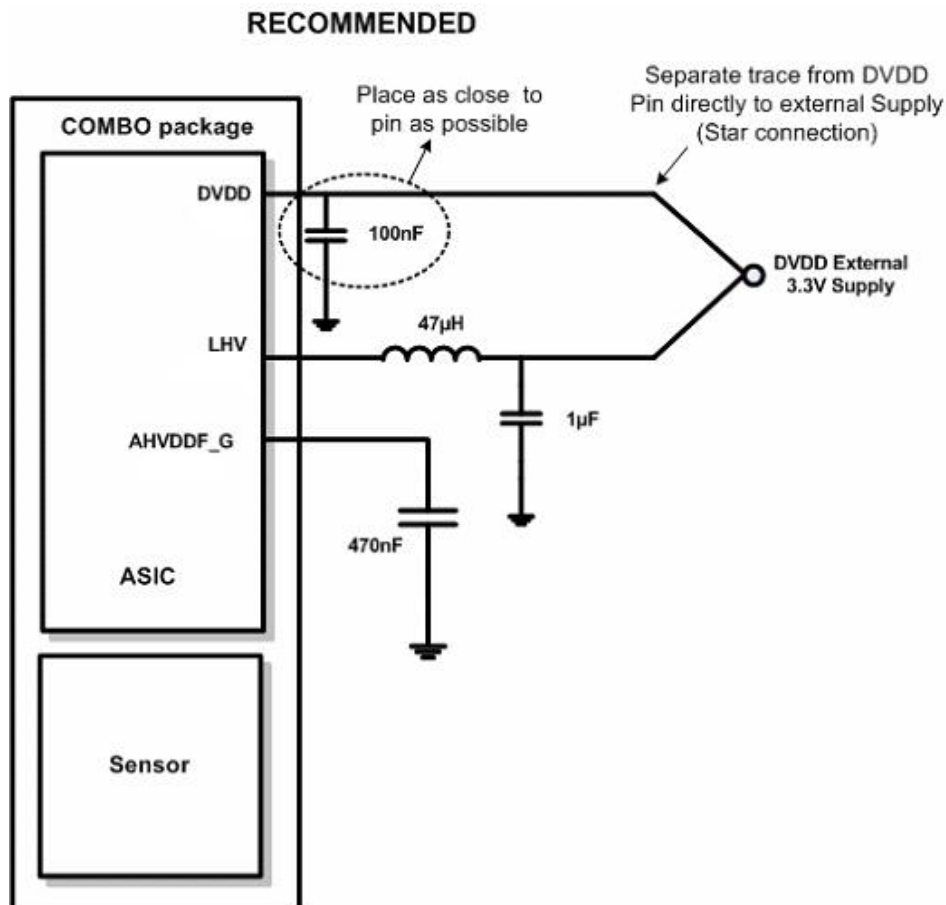 RECOMMENDED
Place as close to
pin as possible
Separate trace from DVDD
Pin directly to external Supply
(Star connection)
COMBO package
DVDD
100nF
DVDD External
3.3V Supply
47µH
LHV
1µF
AHVDDF_G
470nF
ASIC
Sensor